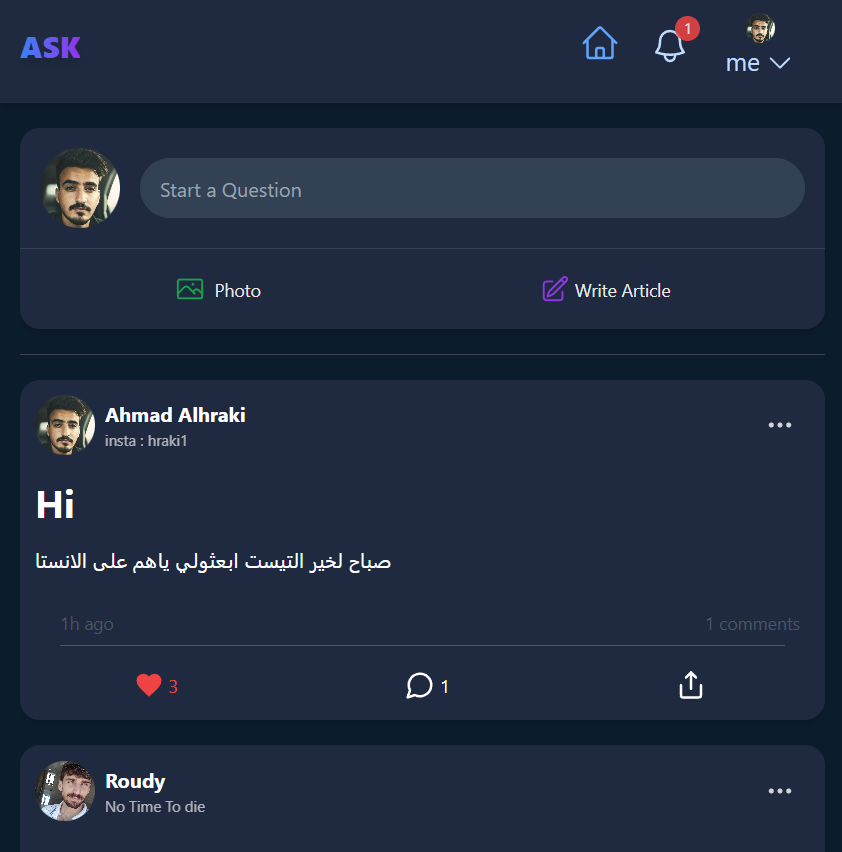 ASK
1
me
Start a Question
Photo
Write Article
Ahmad Alhraki
insta : hraki1
Hi
صباح لخير التيست ابعثولي ياهم على الانستا
1h ago
1 comments
3
1
Roudy
No Time To die